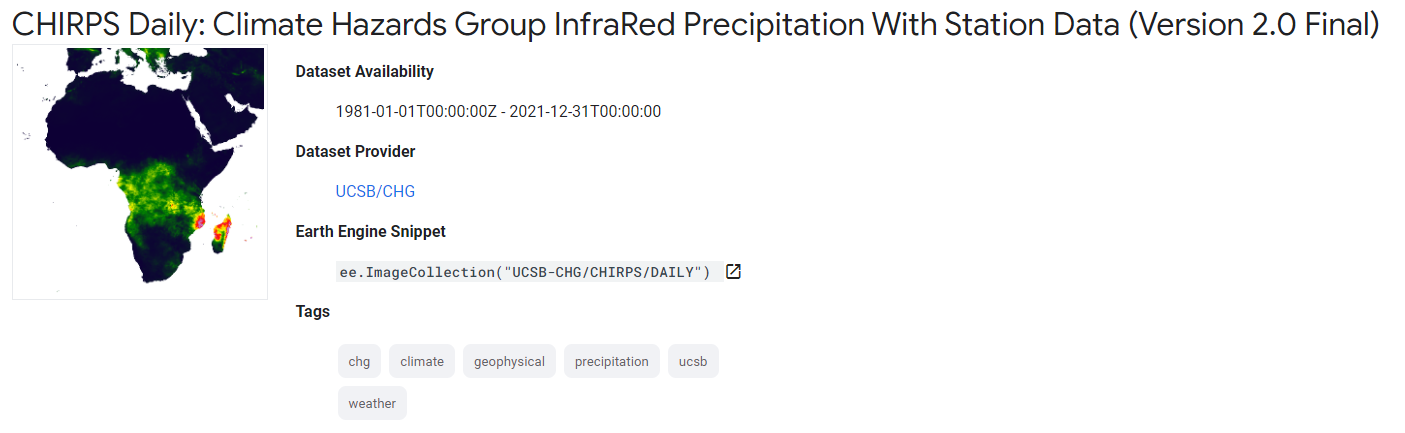 CHIRPS Daily: Climate Hazards Group InfraRed Precipitation With Station Data (Version 2.0 Final)
Dataset Availability
1981-01-01T00:00:00Z - 2021-12-31T00:00:00
Dataset Provider
UCSB/CHG
Earth Engine Snippet
ee.ImageCollection("UCSB-CHG/CHIRPS/DAILY")
Tags
chg climate geophysical precipitation ucsb
weather